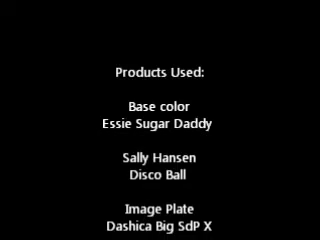 Products Used:
Base color
Essie Sugar Daddy
Sally Hansen
Disco Ball
Image Plate
Dashica Big SdP X